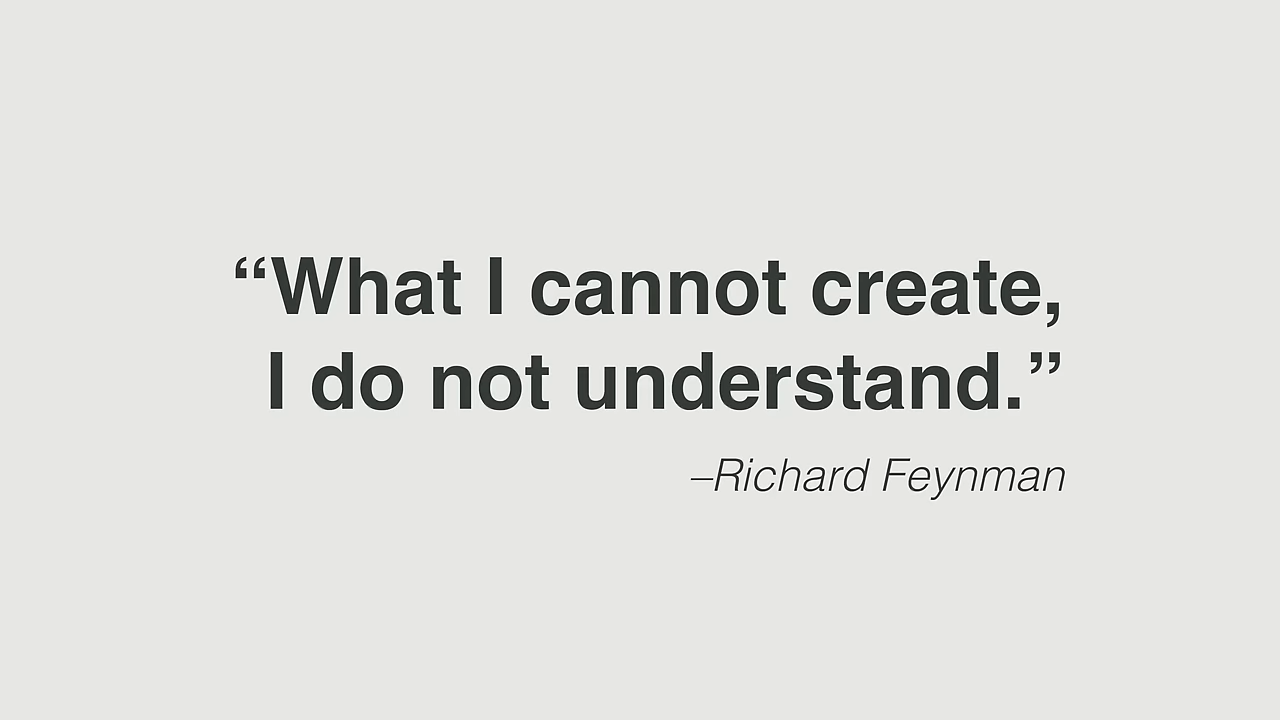 “What I cannot create,
I do not understand.”
–Richard Feynman